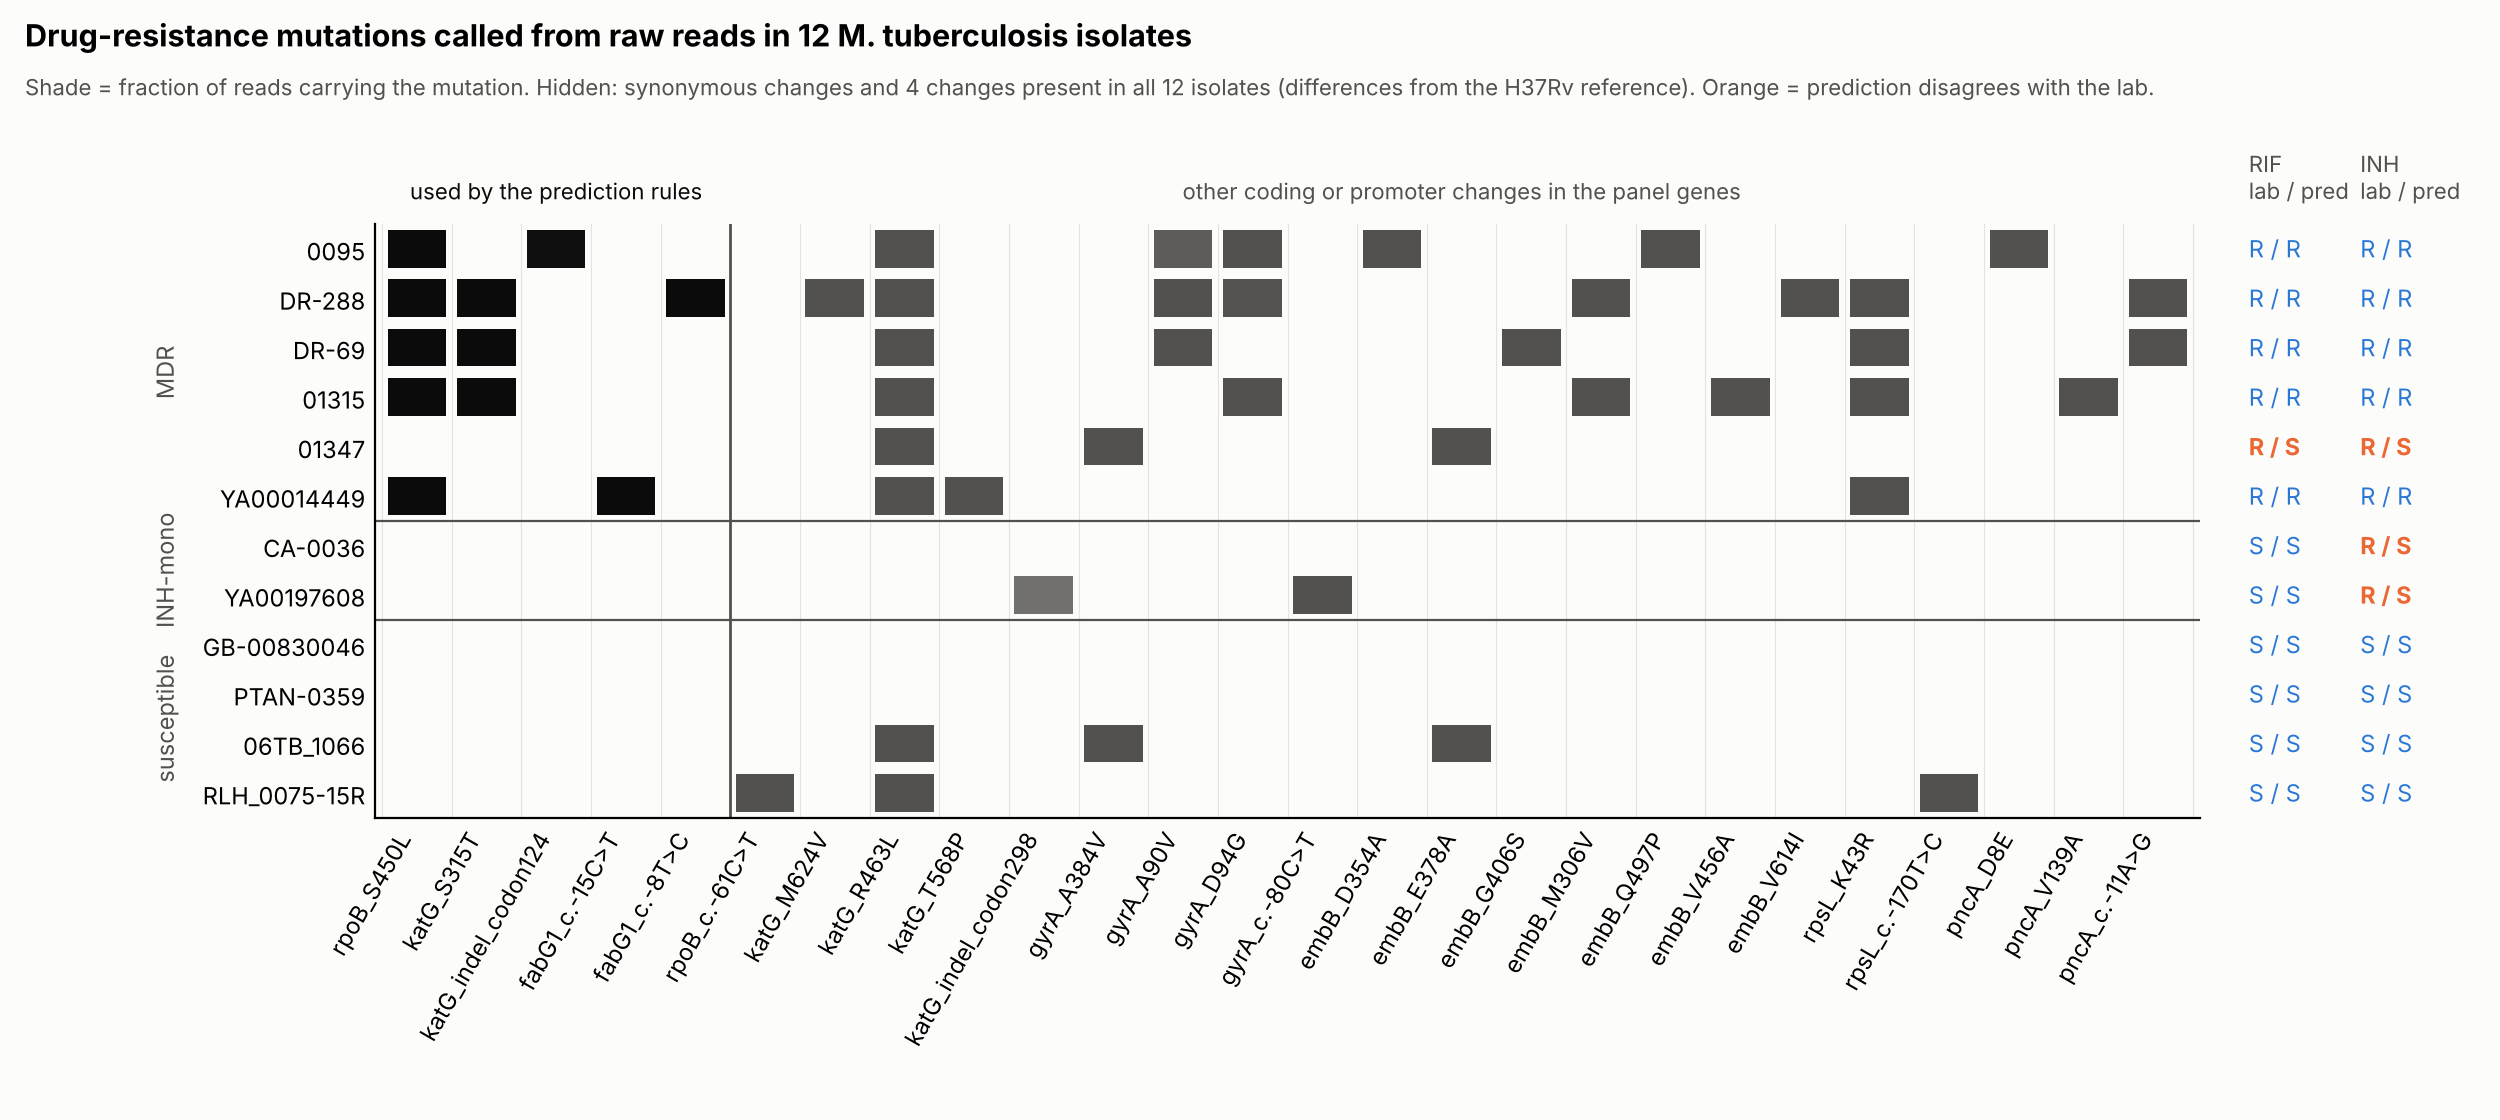 Drug-resistance mutations called from raw reads in 12 M. tuberculosis isolates
Shade = fraction of reads carrying the mutation. Hidden: synonymous changes and 4 changes present in all 12 isolates (differences from the H37Rv reference). Orange = prediction disagrees with the lab.
RIF INH
used by the prediction rules other coding or promoter changes in the panel genes lab / pred lab / pred
MDR
INH-mono
susceptible
0095 R / R R / R
DR-288 R / R R / R
DR-69 R / R R / R
01315 R / R R / R
01347 R / S R / S
YA00014449 R / R R / R
CA-0036 S / S R / S
YA00197608 S / S R / S
GB-00830046 S / S S / S
PTAN-0359 S / S S / S
06TB_1066 S / S S / S
RLH_0075-15R S / S S / S
rpoB_S450L
katG_S315T
katG_indel_codon124
fabG1_c.-15C>T
fabG1_c.-8T>C
rpoB_c.-61C>T
katG_M624V
katG_R463L
katG_T568P
katG_indel_codon298
gyrA_A384V
gyrA_A90V
gyrA_D94G
gyrA_c.-80C>T
embB_D354A
embB_E378A
embB_G406S
embB_M306V
embB_Q497P
embB_V456A
embB_V614I
rpsL_K43R
rpsL_c.-170T>C
pncA_D8E
pncA_V139A
pncA_c.-11A>G